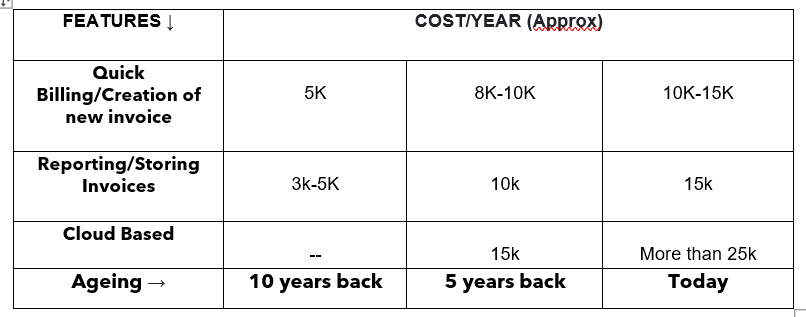 FEATURES ↓ COST/YEAR (Approx)
Quick
Billing/Creation of
new invoice
5K 8K-10K 10K-15K
Reporting/Storing
Invoices
3k-5K 10k 15k
Cloud Based
-- 15k More than 25k
Ageing → 10 years back 5 years back Today